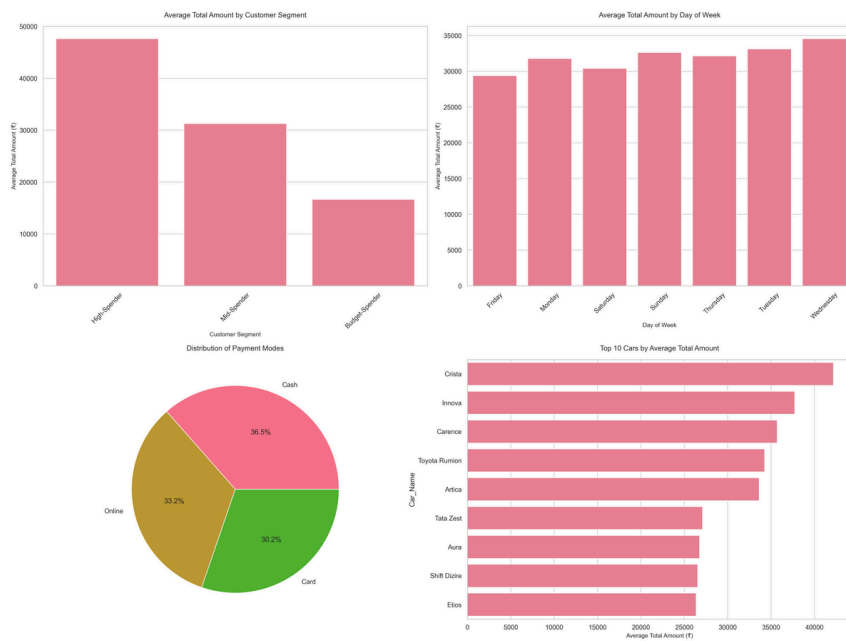 Average Total Amount by Customer Segment
Average Total Amount (₹)
50000
40000
30000
20000
10000
0
High-Spender
Mid-Spender
Budget-Spender
Customer Segment
Average Total Amount by Day of Week
Average Total Amount (₹)
35000
30000
25000
20000
15000
10000
5000
0
Friday
Monday
Saturday
Sunday
Thursday
Tuesday
Wednesday
Day of Week
Distribution of Payment Modes
Cash
36.5%
Online
33.2%
30.2%
Card
Top 10 Cars by Average Total Amount
Car_Name
Crista
Innova
Carence
Toyota Rumion
Artica
Tata Zest
Aura
Shift Dizire
Etios
0
5000
10000
15000
20000
25000
30000
35000
40000
Average Total Amount (₹)